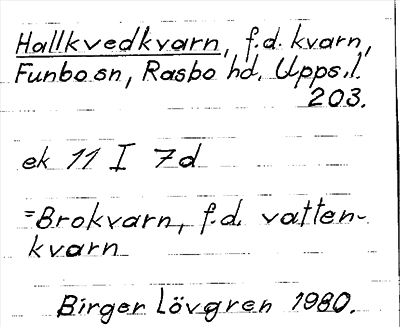 Hallkvedkvarn, f.d. kvarn,
Funbo sn, Rasbo hd. Upps.l.
203.
ek 11 I 7d
=Brokvarn, f.d. vatten-
kvarn
Birger Lövgren 1980.